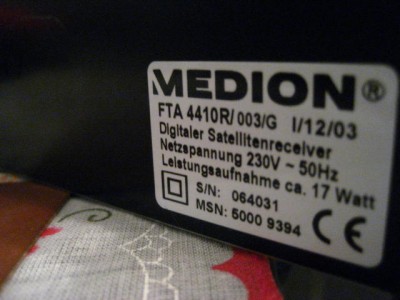 MEDION®
FTA 4410R/003/G I/12/03
Digitaler Satellitenreceiver
Netzspannung 230V ~ 50Hz
Leistungsaufnahme ca. 17 Watt
S/N: 064031
MSN: 5000 9394 CE